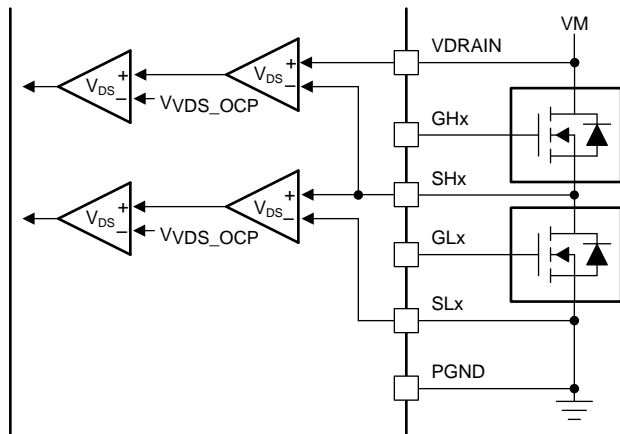 VM
VDRAIN
+
VDS
−
+
VDS
−
VVDS_OCP
GHx
SHx
+
VDS
−
+
VDS
−
VVDS_OCP
GLx
SLx
PGND